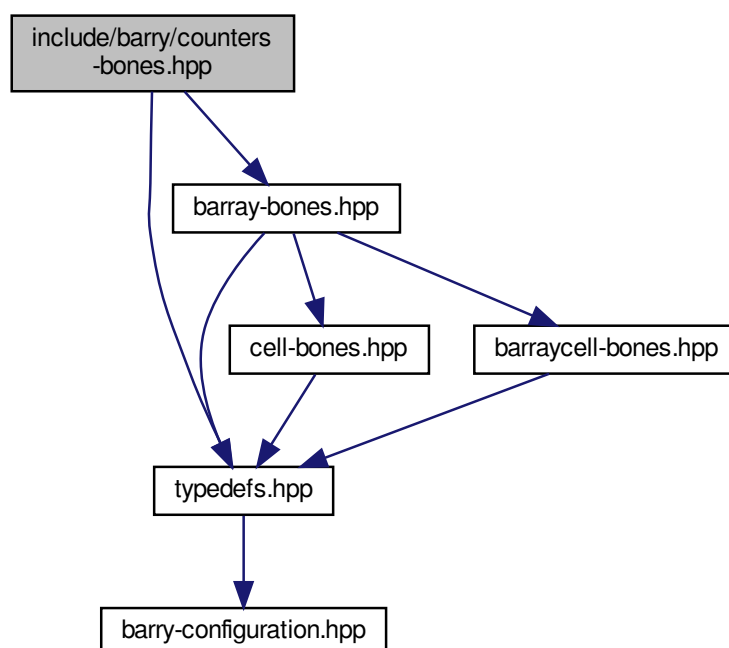 include/barry/counters
-bones.hpp
barray-bones.hpp
cell-bones.hpp
barraycell-bones.hpp
typedefs.hpp
barry-configuration.hpp